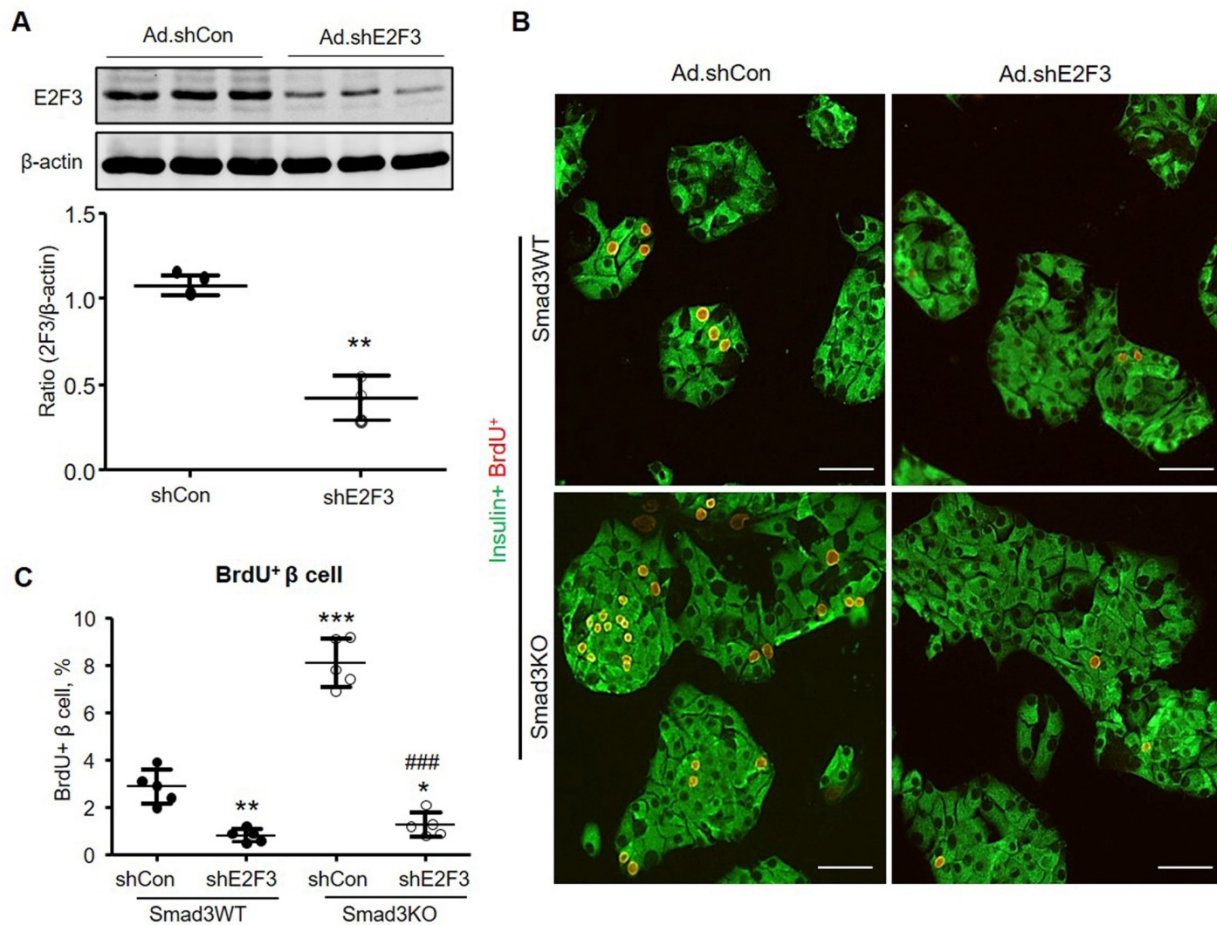 A
Ad.shCon Ad.shE2F3
E2F3
β-actin
1.5
1.0
0.5
0.0
Ratio (2F3/β-actin)
**
shCon shE2F3
B
Ad.shCon Ad.shE2F3
Smad3WT
Smad3KO
Insulin+ BrdU⁺
C
BrdU⁺ β cell
10
8
6
4
2
0
BrdU+ β cell, %
**
***
###
*
shCon shE2F3 shCon shE2F3
Smad3WT Smad3KO